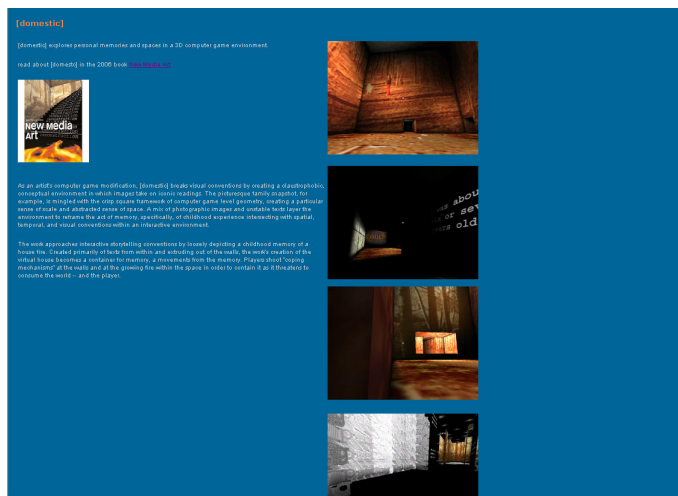 [domestic]
[domestic] explores personal memories and spaces in a 3D computer game environment.
read about [domestic] in the 2006 book New Media Art
New Media
Art
As an artist's computer game modification, [domestic] breaks visual conventions by creating a claustrophobic,
conceptual environment in which images take on iconic readings. The picturesque family snapshot, for
example, is mingled with the crisp square framework of computer game level geometry, creating a particular
sense of scale and abstracted sense of space. A mix of photographic images and unstable texts layer the
environment to reframe the art of memory, specifically, of childhood experience intersecting with spatial,
temporal, and visual conventions within an interactive environment.
The work approaches interactive storytelling conventions by loosely depicting a childhood memory of a
house fire. Created primarily of texts from within and extruding out of the walls, the work's creation of the
virtual house becomes a container for memory, a movements from the memory. Players shoot "coping
mechanisms" at the walls and at the growing fire within the space in order to contain it as it threatens to
consume the world -- and the player.
was abou
or sev
old